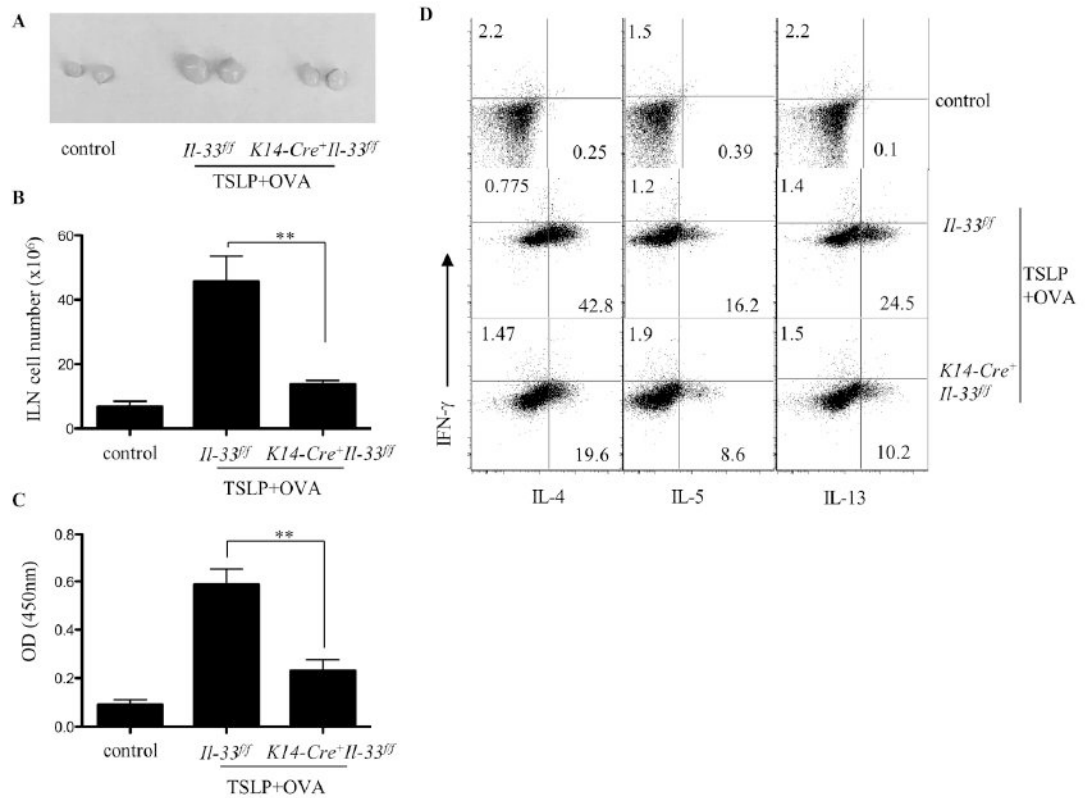 A
control
Il-33f/f K14-Cre+Il-33f/f
TSLP+OVA
B
ILN cell number (x10⁶)
60
40
20
0
**
control
Il-33f/f K14-Cre+Il-33f/f
TSLP+OVA
C
OD (450nm)
0.8
0.6
0.4
0.2
0.0
**
control
Il-33f/f K14-Cre+Il-33f/f
TSLP+OVA
D
2.2 1.5 2.2
control
0.25 0.39 0.1
0.775 1.2 1.4
Il-33f/f
42.8 16.2 24.5
TSLP
+OVA
1.47 1.9 1.5
K14-Cre+
Il-33f/f
19.6 8.6 10.2
IFN-γ
IL-4 IL-5 IL-13